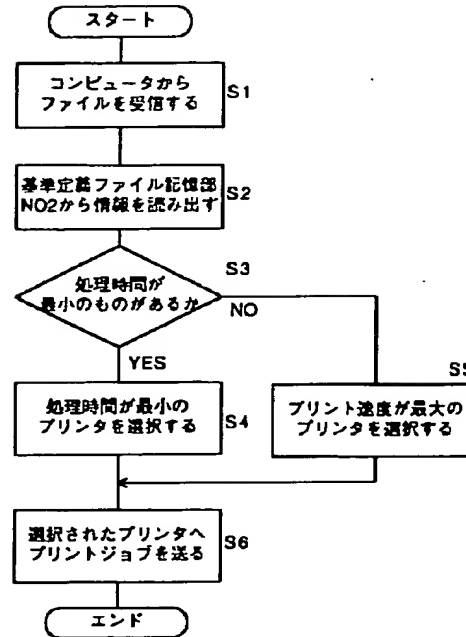 スタート
コンピュータから
ファイルを受信する
S1
基準定義ファイル記憶部
NO2から情報を読み出す
S2
処理時間が
最小のものがあるか
S3
NO
YES
処理時間が最小の
プリンタを選択する
S4
プリント速度が最大の
プリンタを選択する
S5
選択されたプリンタへ
プリントジョブを送る
S6
エンド